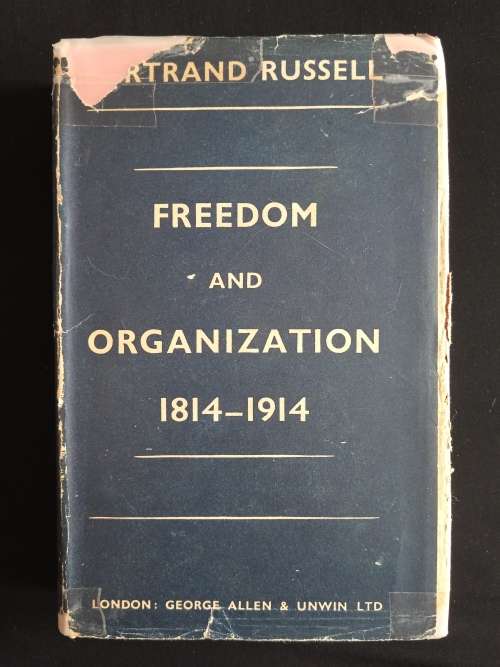 RTRAND RUSSELL
FREEDOM
AND
ORGANIZATION
1814–1914
LONDON: GEORGE ALLEN & UNWIN LTD